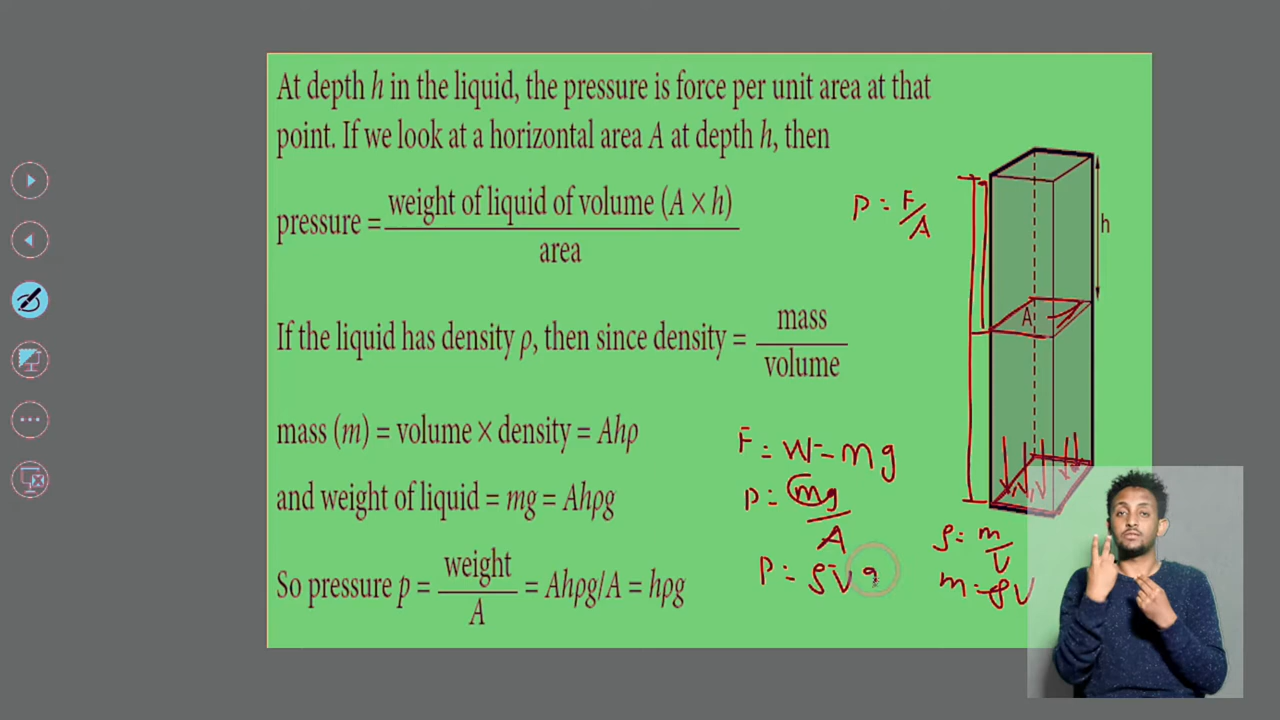 At depth h in the liquid, the pressure is force per unit area at that
point. If we look at a horizontal area A at depth h, then
pressure = weight of liquid of volume (A × h) / area
P = F/A
h
A
If the liquid has density ρ, then since density = mass / volume
mass (m) = volume × density = Ahρ
F = W = mg
and weight of liquid = mg = Ahρg
P = mg/A
ρ = m/V
So pressure p = weight / A = Ahρg/A = hρg
P = ρVg
m = ρV